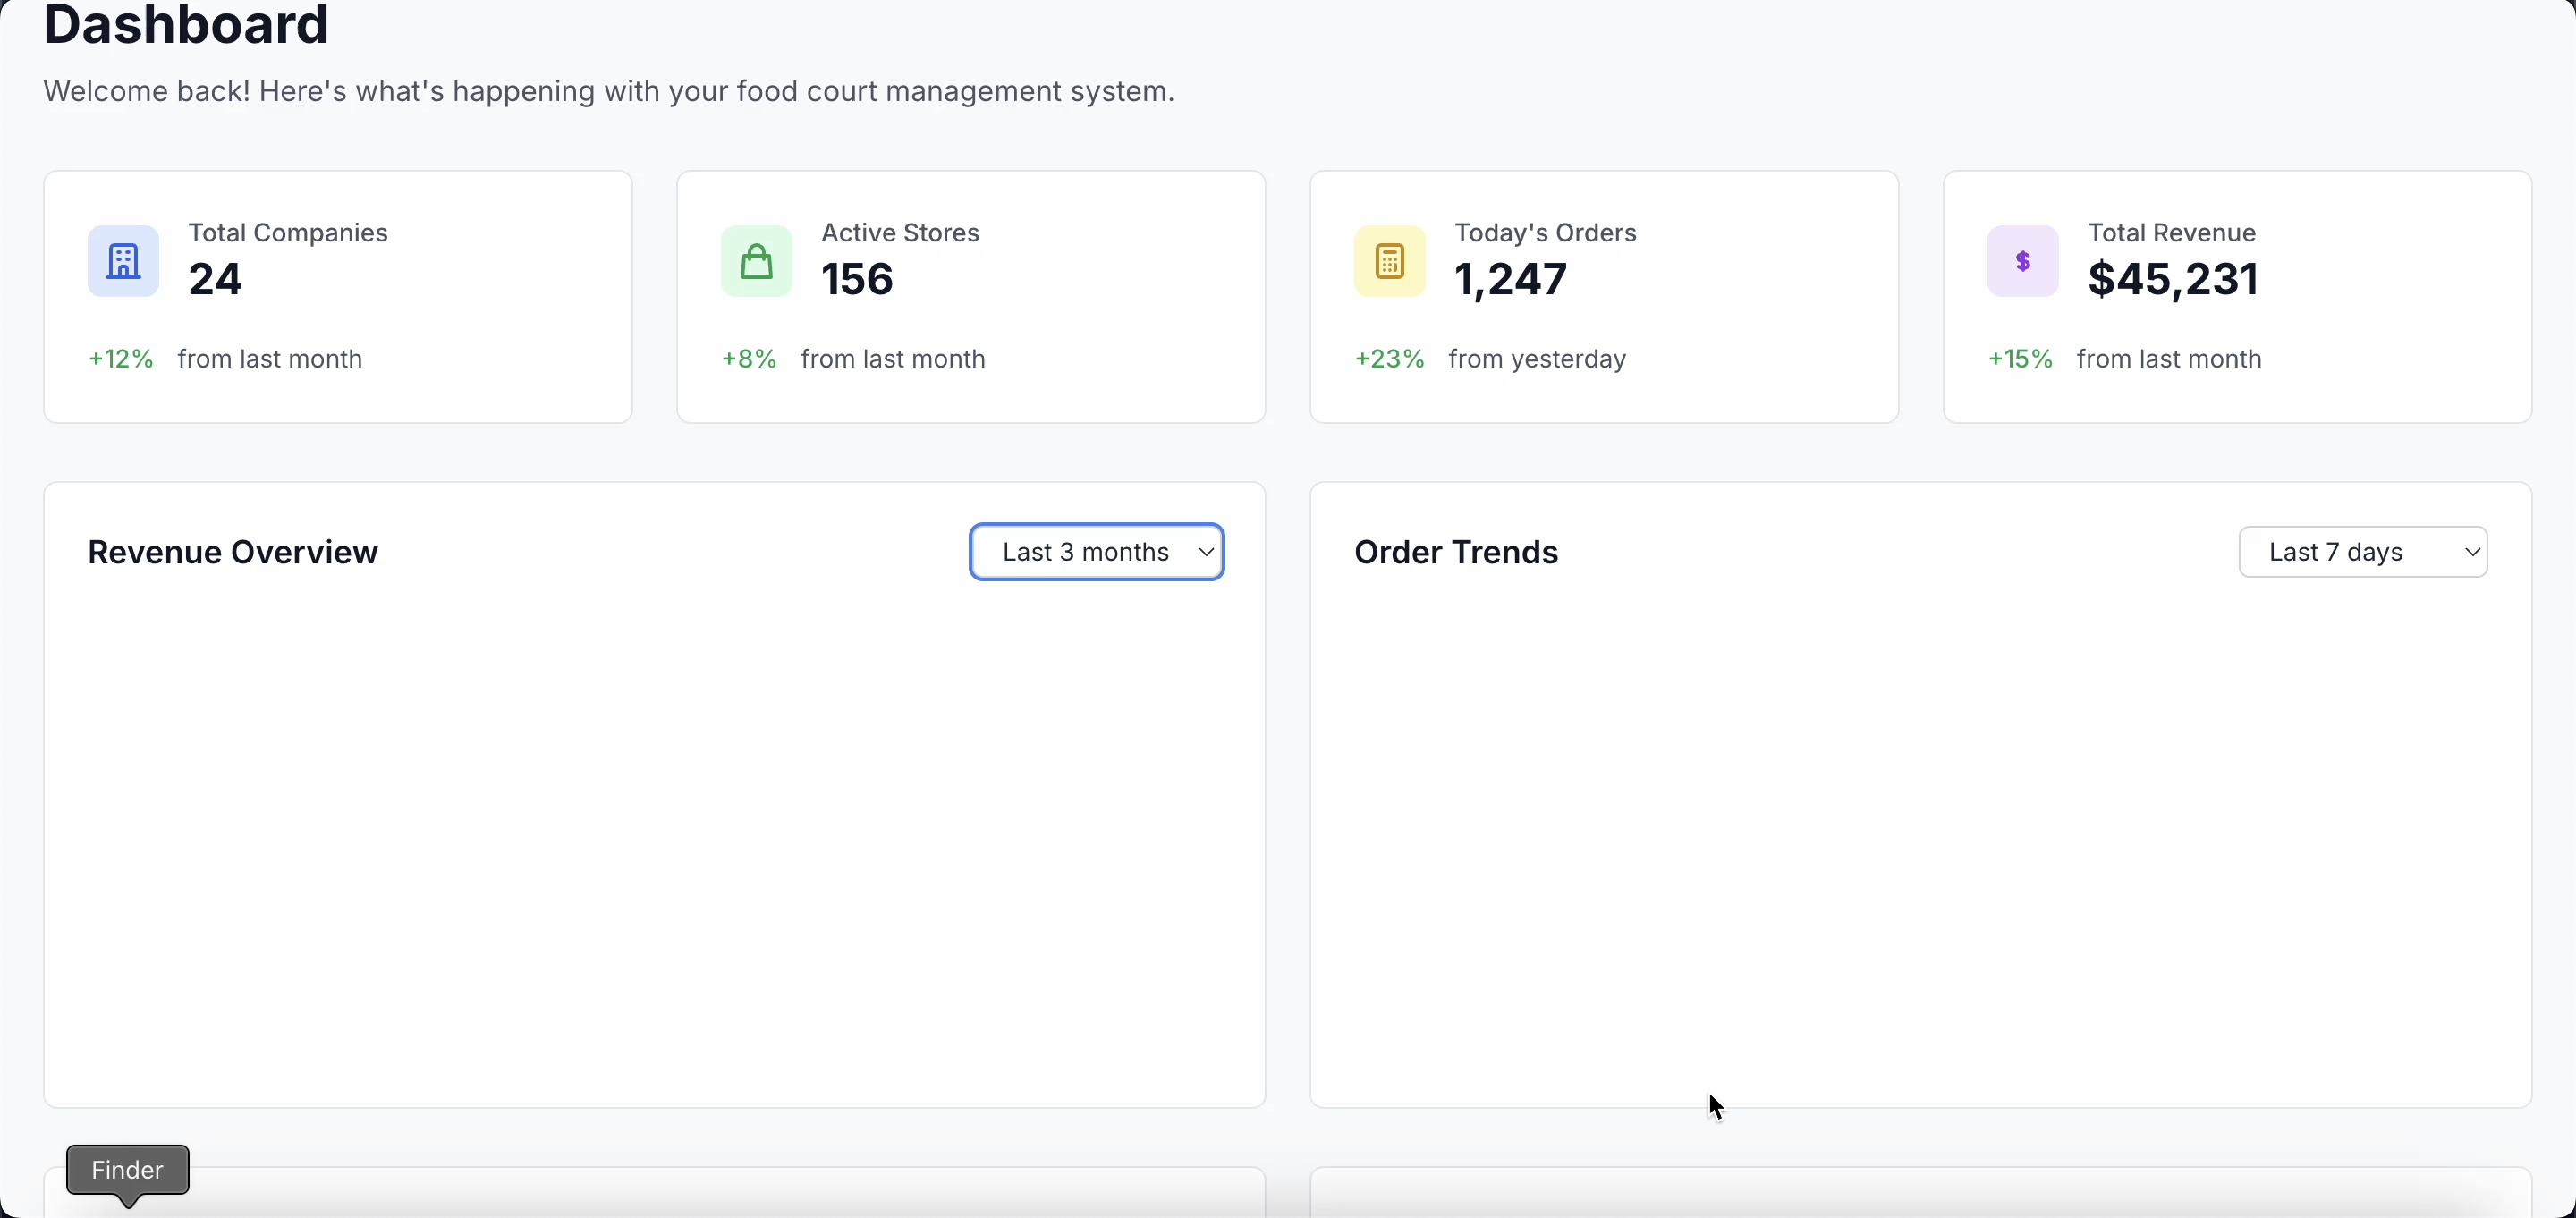 Dashboard
Welcome back! Here's what's happening with your food court management system.
Total Companies
24
+12% from last month
Active Stores
156
+8% from last month
Today's Orders
1,247
+23% from yesterday
$
Total Revenue
$45,231
+15% from last month
Revenue Overview
Last 3 months
Order Trends
Last 7 days
Finder